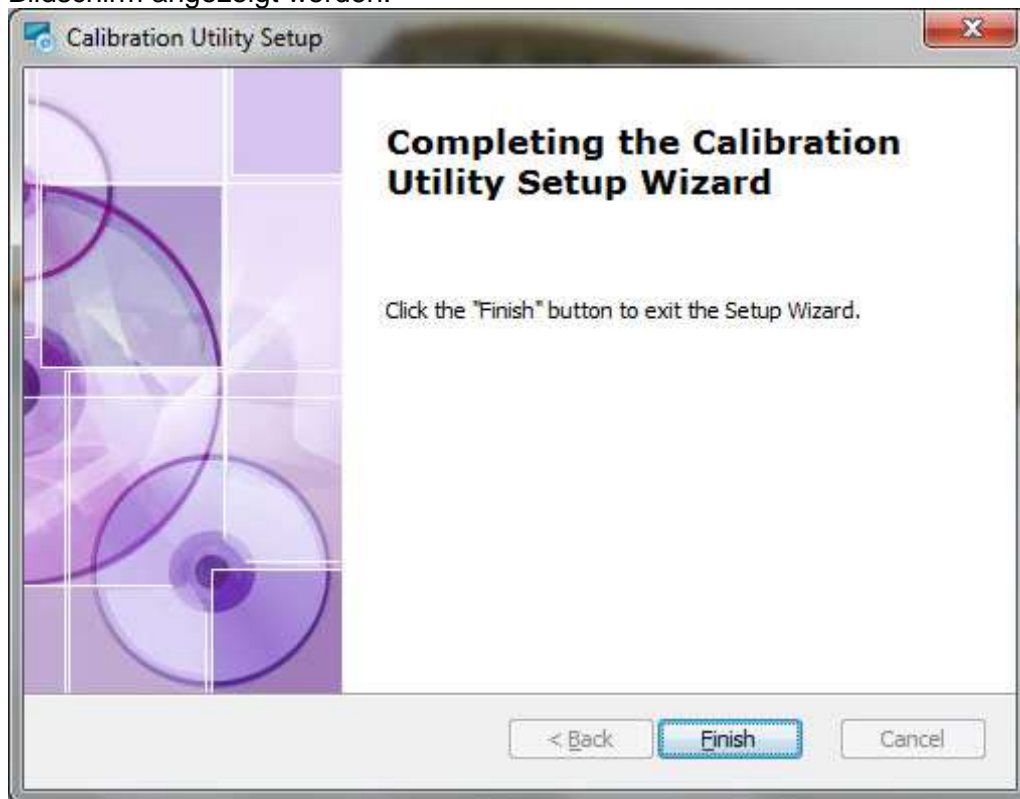 Bildschirm angezeigt werden.
Calibration Utility Setup
Completing the Calibration
Utility Setup Wizard
Click the "Finish" button to exit the Setup Wizard.
< Back
Finish
Cancel